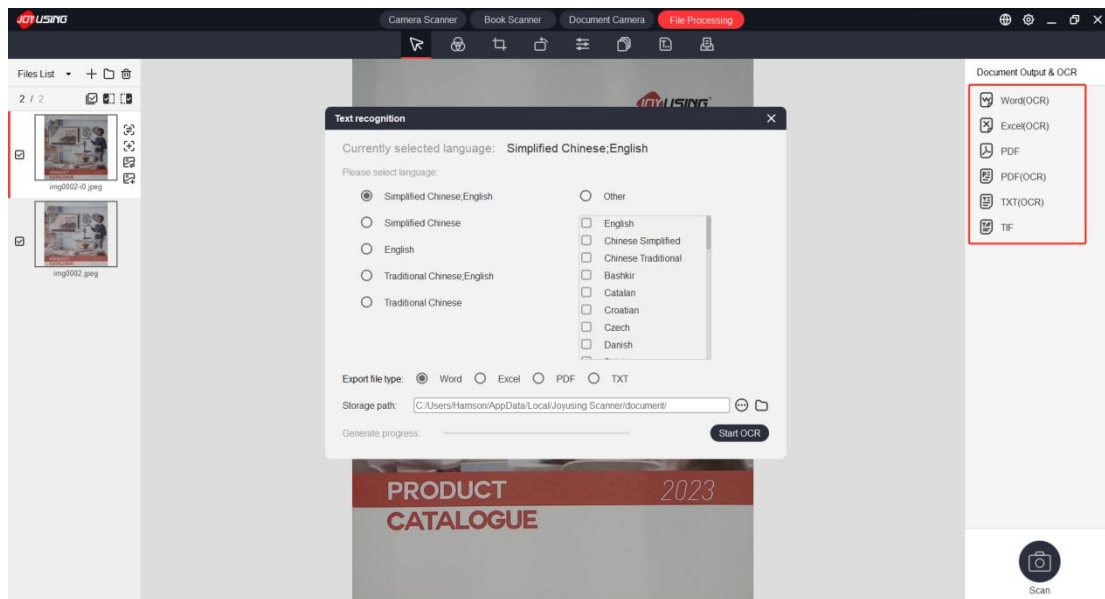 JOYUSING
Camera Scanner
Book Scanner
Document Camera
File Processing
Files List
2 / 2
img0002-i0.jpeg
img0002.jpeg
JOYUSING
Text recognition
Currently selected language: Simplified Chinese;English
Please select language:
Simplified Chinese;English
Simplified Chinese
English
Traditional Chinese;English
Traditional Chinese
Other
English
Chinese Simplified
Chinese Traditional
Bashkir
Catalan
Croatian
Czech
Danish
Export file type: Word Excel PDF TXT
Storage path: C:/Users/Hamson/AppData/Local/Joyusing Scanner/document/
Generate progress:
Start OCR
PRODUCT 2023
CATALOGUE
Document Output & OCR
Word(OCR)
Excel(OCR)
PDF
PDF(OCR)
TXT(OCR)
TIF
Scan